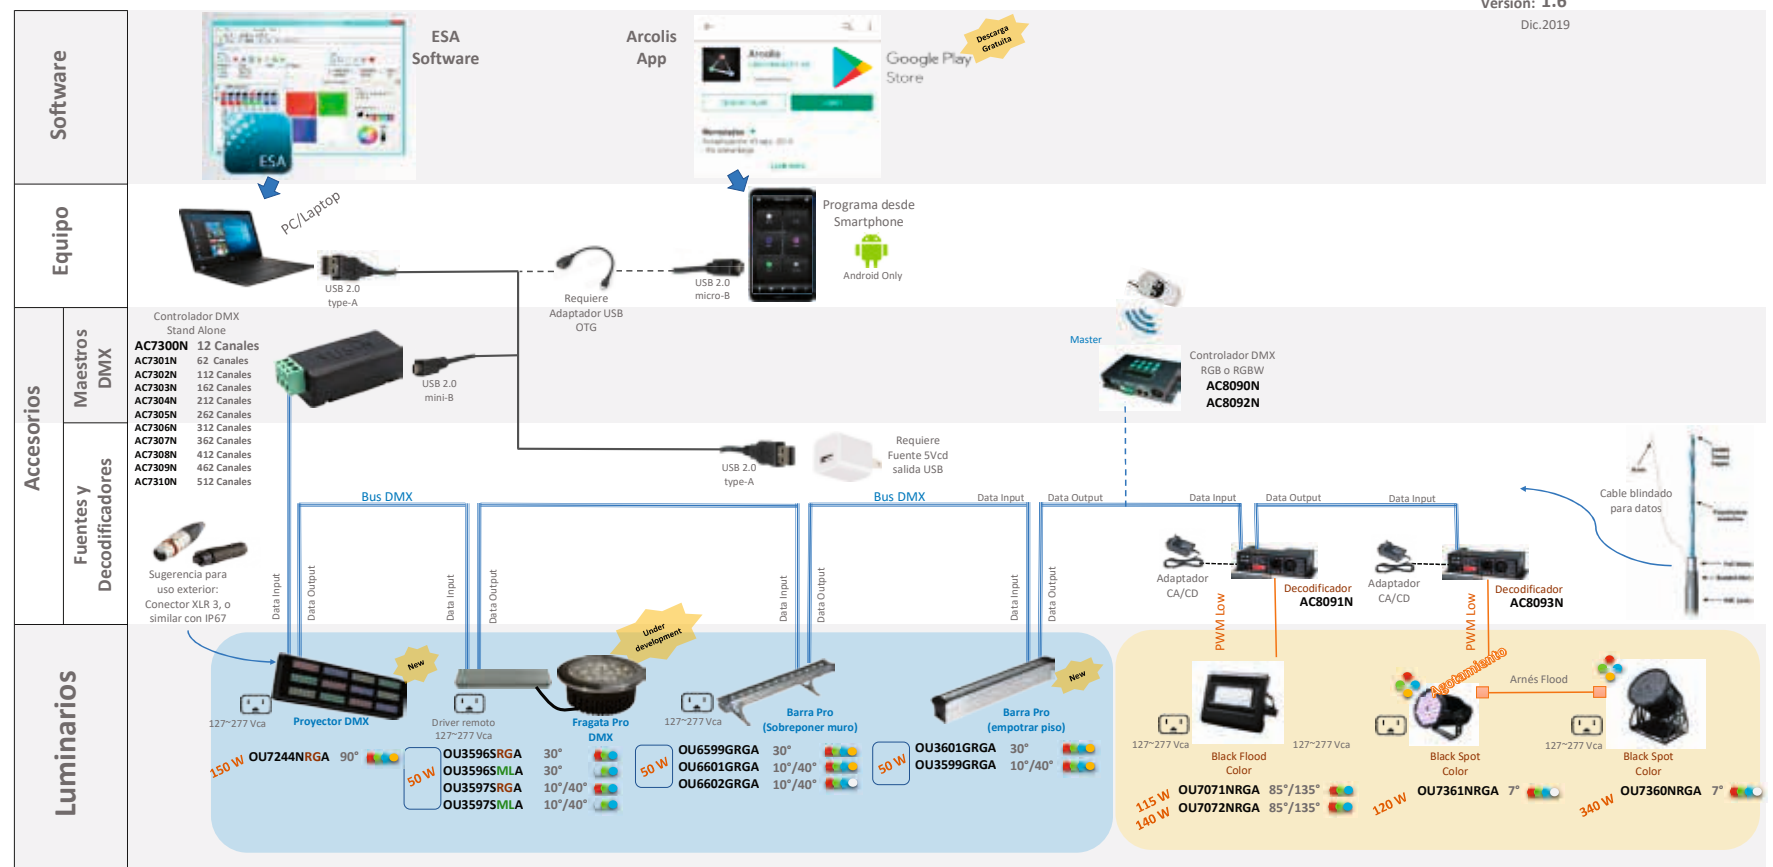 Versión: 1.6
Dic.2019
Software
ESA
Software
ESA
Arcolis
App
Arcolis
Google Play
Store
Descarga
Gratuita
Equipo
PC/Laptop
USB 2.0
type-A
Requiere
Adaptador USB
OTG
USB 2.0
micro-B
Programa desde
Smartphone
Android Only
Accesorios
Maestros
DMX
Controlador DMX
Stand Alone
AC7300N 12 Canales
AC7301N 62 Canales
AC7302N 112 Canales
AC7303N 162 Canales
AC7304N 212 Canales
AC7305N 262 Canales
AC7306N 312 Canales
AC7307N 362 Canales
AC7308N 412 Canales
AC7309N 462 Canales
AC7310N 512 Canales
USB 2.0
mini-B
Master
Controlador DMX
RGB o RGBW
AC8090N
AC8092N
Fuentes y
Decodificadores
USB 2.0
type-A
Requiere
Fuente 5Vcd
salida USB
Cable blindado
para datos
Bus DMX
Bus DMX
Data Input
Data Output
Data Input
Data Output
Data Input
Sugerencia para
uso exterior:
Conector XLR 3, o
similar con IP67
Data Input
Data Output
Data Input
Data Output
Data Input
Data Output
Data Input
Data Output
Adaptador
CA/CD
Decodificador
AC8091N
PWM Low
Adaptador
CA/CD
Decodificador
AC8093N
PWM Low
Luminarios
127~277 Vca
Proyector DMX
New
150 W
OU7244NRGA 90°
Driver remoto
127~277 Vca
Fragata Pro
DMX
Under
development
50 W
OU3596SRGA 30°
OU3596SMLA 30°
OU3597SRGA 10°/40°
OU3597SMLA 10°/40°
127~277 Vca
Barra Pro
(Sobreponer muro)
50 W
OU6599GRGA 30°
OU6601GRGA 10°/40°
OU6602GRGA 10°/40°
Barra Pro
(empotrar piso)
New
50 W
OU3601GRGA 30°
OU3599GRGA 10°/40°
127~277 Vca
Black Flood
Color
115 W
140 W
OU7071NRGA 85°/135°
OU7072NRGA 85°/135°
127~277 Vca
Agotamiento
Black Spot
Color
120 W
OU7361NRGA 7°
Arnés Flood
127~277 Vca
Black Spot
Color
340 W
OU7360NRGA 7°